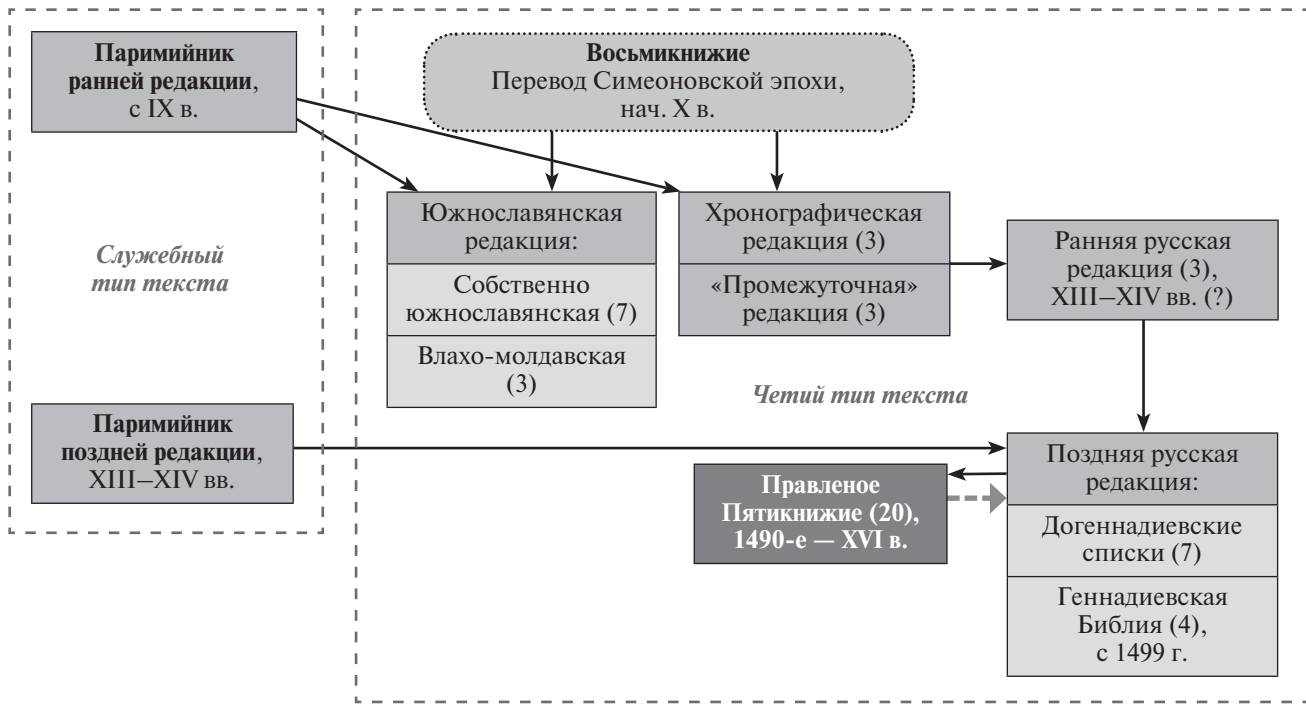 Паримийник
ранней редакции,
с IX в.
Служебный
тип текста
Паримийник
поздней редакции,
XIII–XIV вв.
Восьмикнижие
Перевод Симеоновской эпохи,
нач. X в.
Южнославянская
редакция:
Собственно
южнославянская (7)
Влахо-молдавская
(3)
Хронографическая
редакция (3)
«Промежуточная»
редакция (3)
Ранняя русская
редакция (3),
XIII–XIV вв. (?)
Четий тип текста
Правленое
Пятикнижие (20),
1490-е — XVI в.
Поздняя русская
редакция:
Догеннадиевские
списки (7)
Геннадиевская
Библия (4),
с 1499 г.